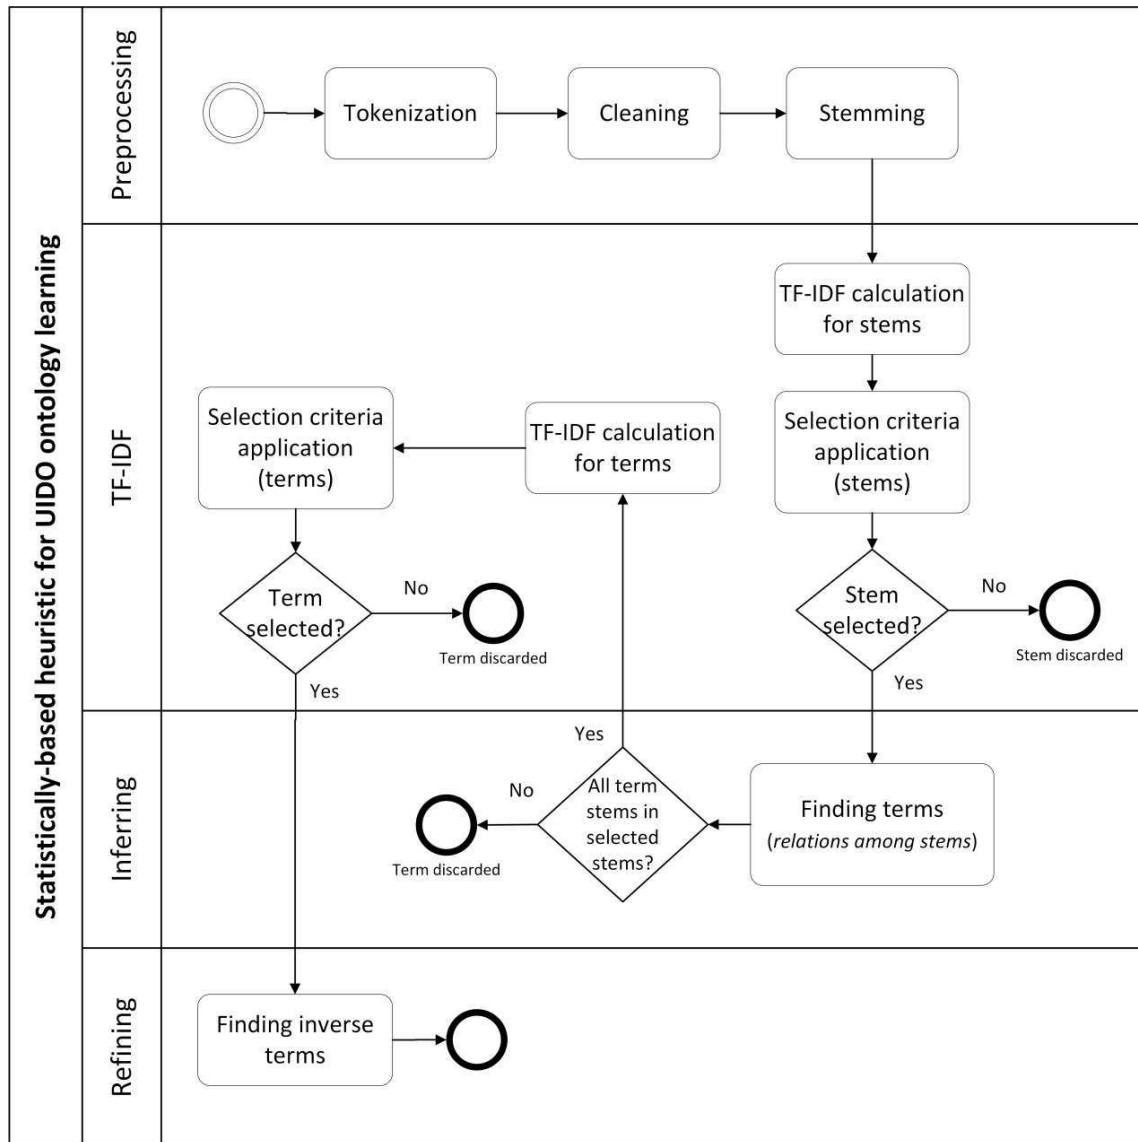 Statistically-based heuristic for UIDO ontology learning
Preprocessing
Tokenization
Cleaning
Stemming
TF-IDF
TF-IDF calculation
for stems
Selection criteria
application
(stems)
Stem
selected?
No
Stem discarded
Yes
TF-IDF calculation
for terms
Selection criteria
application
(terms)
Term
selected?
No
Term discarded
Yes
Inferring
Finding terms
(relations among stems)
All term
stems in
selected
stems?
Yes
No
Term discarded
Refining
Finding inverse
terms